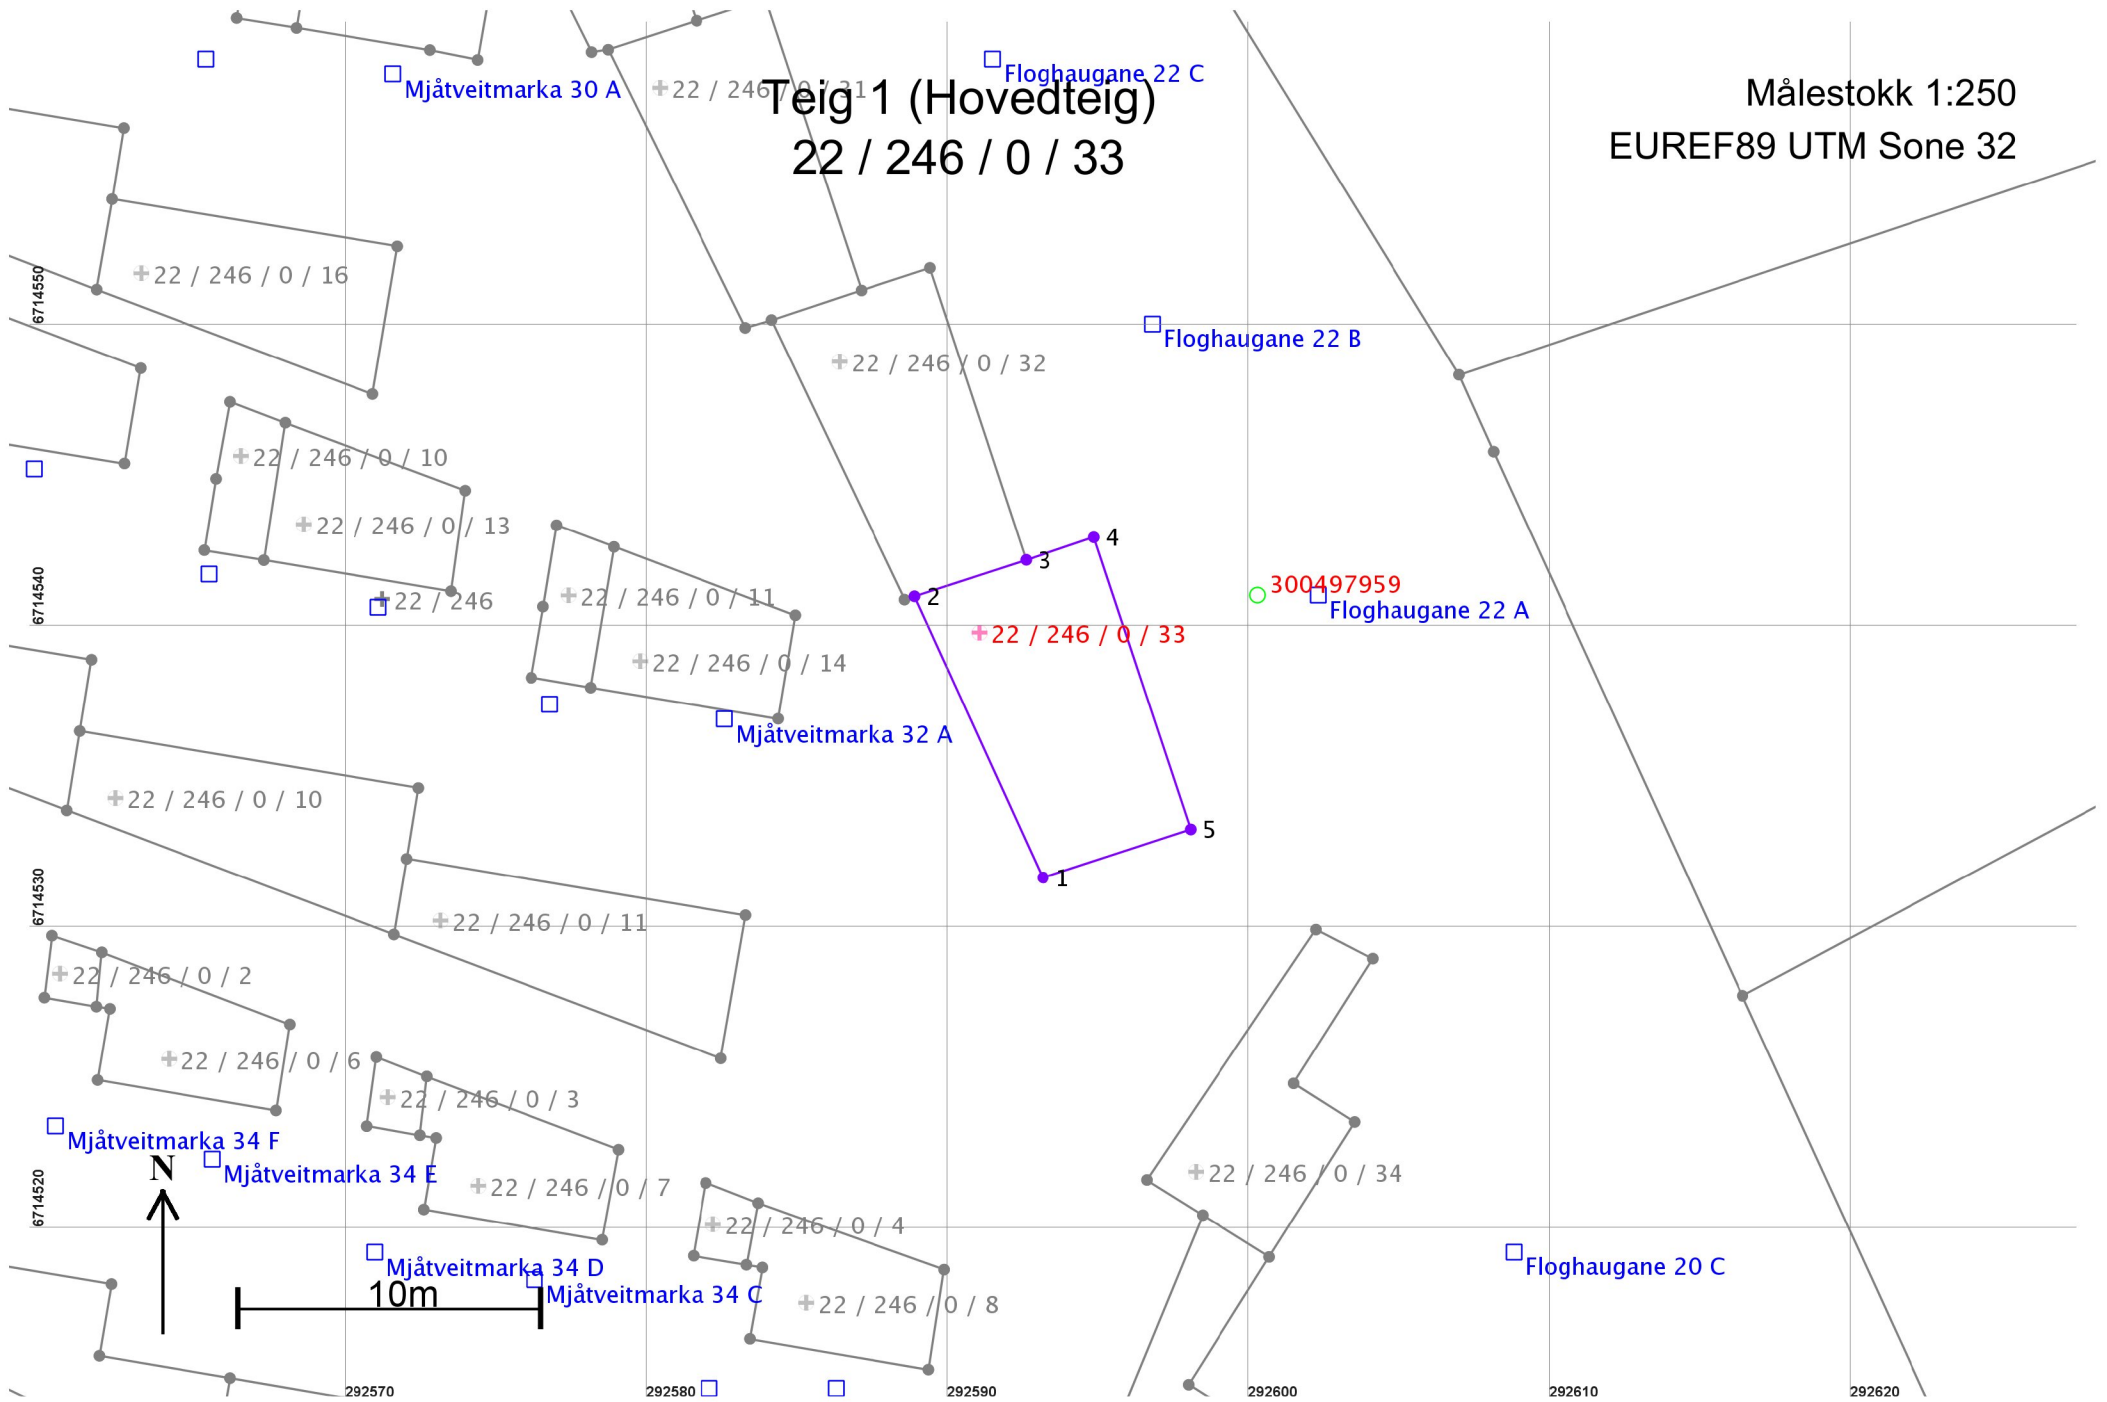 Mjåtveitmarka 30 A
22 / 246 / 0 / 31
Floghaugane 22 C
Teig 1 (Hovedteig)
22 / 246 / 0 / 33
Målestokk 1:250
EUREF89 UTM Sone 32
22 / 246 / 0 / 16
6714550
Floghaugane 22 B
22 / 246 / 0 / 32
22 / 246 / 0 / 10
22 / 246 / 0 / 13
4
3
300497959
6714540
22 / 246
22 / 246 / 0 / 11
2
Floghaugane 22 A
22 / 246 / 0 / 33
22 / 246 / 0 / 14
Mjåtveitmarka 32 A
22 / 246 / 0 / 10
5
1
6714530
22 / 246 / 0 / 11
22 / 246 / 0 / 2
22 / 246 / 0 / 6
22 / 246 / 0 / 3
Mjåtveitmarka 34 F
N
Mjåtveitmarka 34 E
22 / 246 / 0 / 7
22 / 246 / 0 / 34
6714520
22 / 246 / 0 / 4
Mjåtveitmarka 34 D
Floghaugane 20 C
10m
Mjåtveitmarka 34 C
22 / 246 / 0 / 8
292570
292580
292590
292600
292610
292620